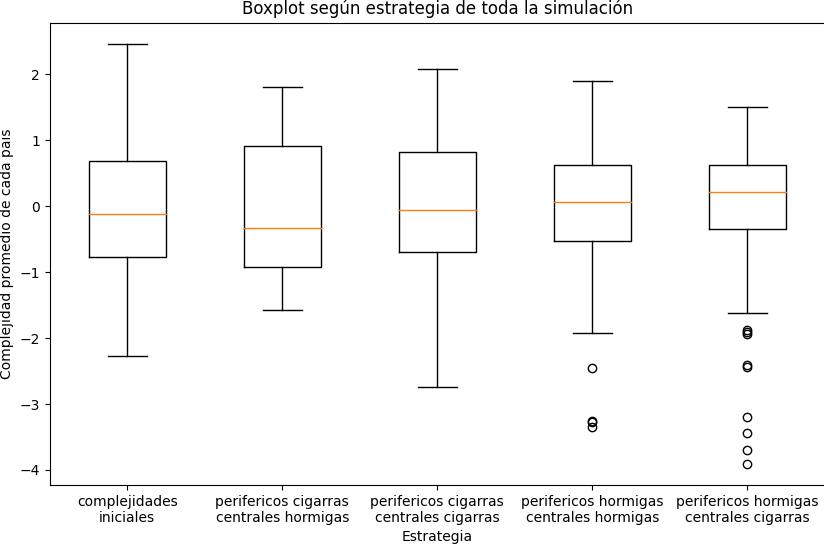 Boxplot según estrategia de toda la simulación
Complejidad promedio de cada país
2
1
0
−1
−2
−3
−4
complejidades
iniciales
perifericos cigarras
centrales hormigas
perifericos cigarras
centrales cigarras
perifericos hormigas
centrales hormigas
perifericos hormigas
centrales cigarras
Estrategia